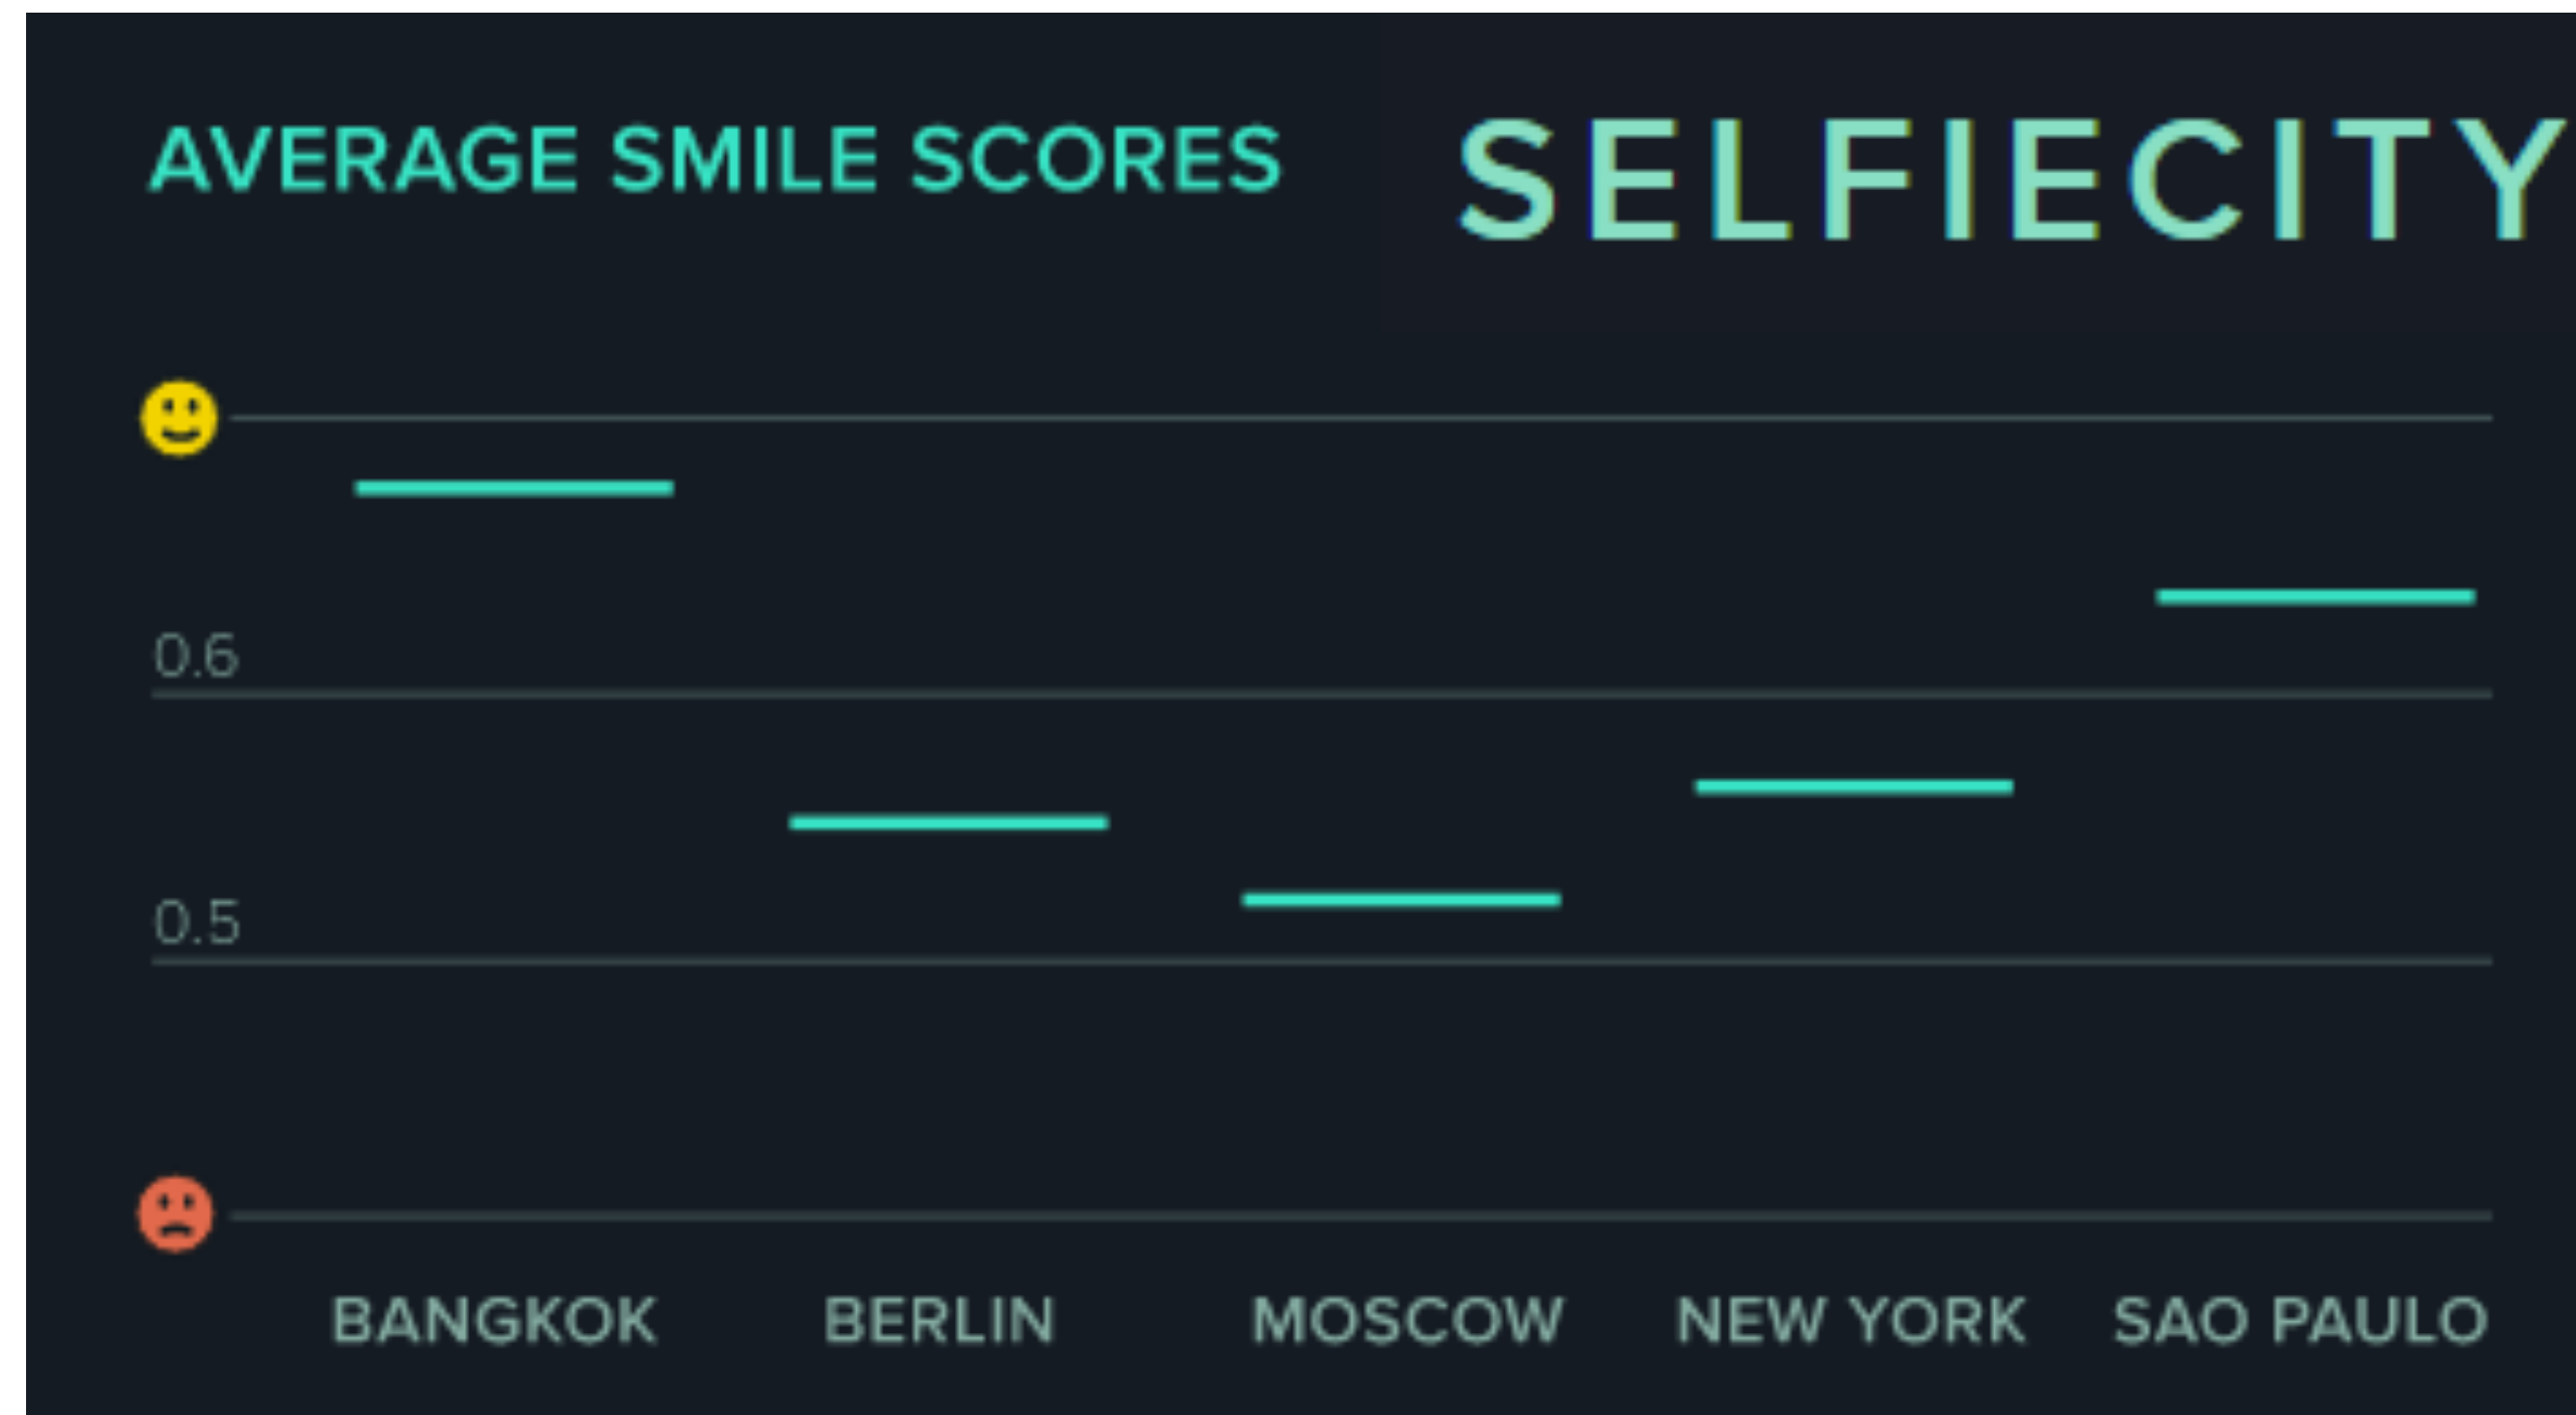 AVERAGE SMILE SCORES
SELFIECITY
0.6
0.5
BANGKOK BERLIN MOSCOW NEW YORK SAO PAULO